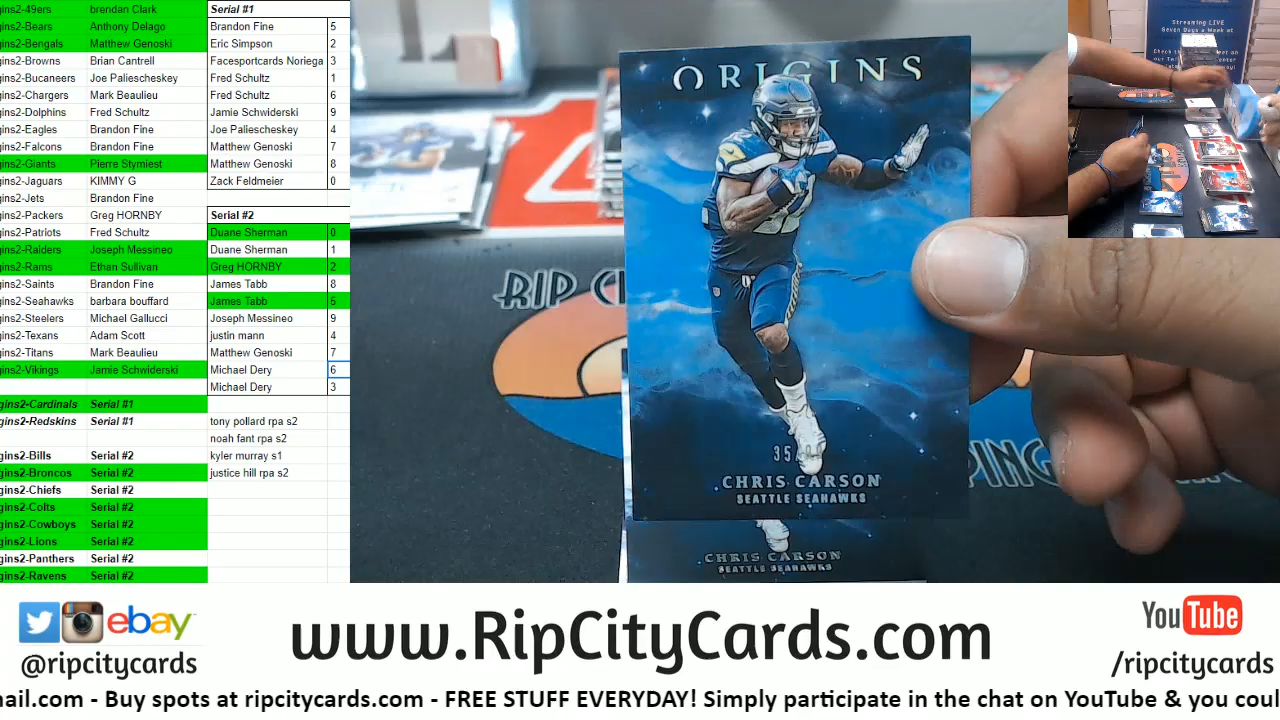 gins2-49ers brendan Clark
gins2-Bears Anthony Delago
gins2-Bengals Matthew Genoski
gins2-Browns Brian Cantrell
gins2-Bucaneers Joe Paliescheskey
gins2-Chargers Mark Beaulieu
gins2-Dolphins Fred Schultz
gins2-Eagles Brandon Fine
gins2-Falcons Brandon Fine
gins2-Giants Pierre Stymiest
gins2-Jaguars KIMMY G
gins2-Jets Brandon Fine
gins2-Packers Greg HORNBY
gins2-Patriots Fred Schultz
gins2-Raiders Joseph Messineo
gins2-Rams Ethan Sullivan
gins2-Saints Brandon Fine
gins2-Seahawks barbara bouffard
gins2-Steelers Michael Gallucci
gins2-Texans Adam Scott
gins2-Titans Mark Beaulieu
gins2-Vikings Jamie Schwiderski
gins2-Cardinals Serial #1
gins2-Redskins Serial #1
gins2-Bills Serial #2
gins2-Broncos Serial #2
gins2-Chiefs Serial #2
gins2-Colts Serial #2
gins2-Cowboys Serial #2
gins2-Lions Serial #2
gins2-Panthers Serial #2
gins2-Ravens Serial #2
Serial #1
Brandon Fine 5
Eric Simpson 2
Facesportcards Noriega 3
Fred Schultz 1
Fred Schultz 6
Jamie Schwiderski 9
Joe Paliescheskey 4
Matthew Genoski 7
Matthew Genoski 8
Zack Feldmeier 0
Serial #2
Duane Sherman 0
Duane Sherman 1
Greg HORNBY 2
James Tabb 8
James Tabb 5
Joseph Messineo 9
justin mann 4
Matthew Genoski 7
Michael Dery 6
Michael Dery 3
tony pollard rpa s2
noah fant rpa s2
kyler murray s1
justice hill rpa s2
ORIGINS
35
CHRIS CARSON
SEATTLE SEAHAWKS
CHRIS CARSON
SEATTLE SEAHAWKS
RIP
PING
Streaming LIVE
Seven Days a Week at
ebay
@ripcitycards
www.RipCityCards.com
YouTube
/ripcitycards
mail.com - Buy spots at ripcitycards.com - FREE STUFF EVERYDAY! Simply participate in the chat on YouTube & you coul